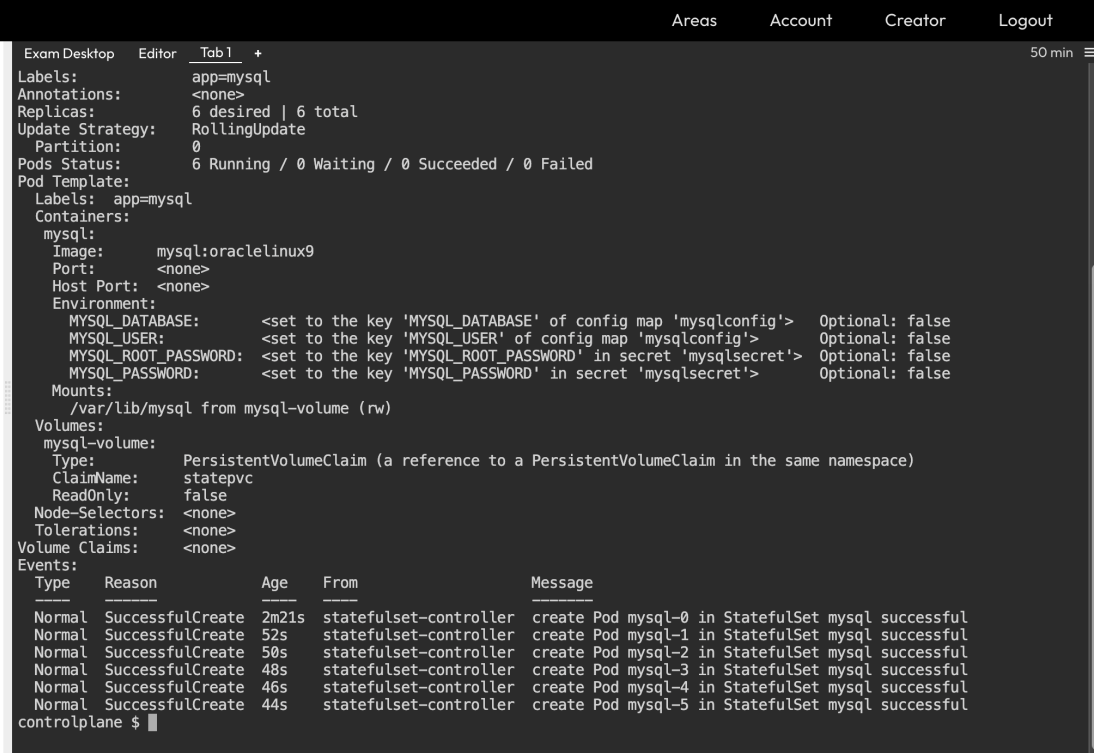 Areas Account Creator Logout
Exam Desktop Editor Tab 1 + 50 min
Labels: app=mysql
Annotations: <none>
Replicas: 6 desired | 6 total
Update Strategy: RollingUpdate
Partition: 0
Pods Status: 6 Running / 0 Waiting / 0 Succeeded / 0 Failed
Pod Template:
Labels: app=mysql
Containers:
mysql:
Image: mysql:oraclelinux9
Port: <none>
Host Port: <none>
Environment:
MYSQL_DATABASE: <set to the key 'MYSQL_DATABASE' of config map 'mysqlconfig'> Optional: false
MYSQL_USER: <set to the key 'MYSQL_USER' of config map 'mysqlconfig'> Optional: false
MYSQL_ROOT_PASSWORD: <set to the key 'MYSQL_ROOT_PASSWORD' in secret 'mysqlsecret'> Optional: false
MYSQL_PASSWORD: <set to the key 'MYSQL_PASSWORD' in secret 'mysqlsecret'> Optional: false
Mounts:
/var/lib/mysql from mysql-volume (rw)
Volumes:
mysql-volume:
Type: PersistentVolumeClaim (a reference to a PersistentVolumeClaim in the same namespace)
ClaimName: statepvc
ReadOnly: false
Node-Selectors: <none>
Tolerations: <none>
Volume Claims: <none>
Events:
Type Reason Age From Message
---- ------ ---- ---- -------
Normal SuccessfulCreate 2m21s statefulset-controller create Pod mysql-0 in StatefulSet mysql successful
Normal SuccessfulCreate 52s statefulset-controller create Pod mysql-1 in StatefulSet mysql successful
Normal SuccessfulCreate 50s statefulset-controller create Pod mysql-2 in StatefulSet mysql successful
Normal SuccessfulCreate 48s statefulset-controller create Pod mysql-3 in StatefulSet mysql successful
Normal SuccessfulCreate 46s statefulset-controller create Pod mysql-4 in StatefulSet mysql successful
Normal SuccessfulCreate 44s statefulset-controller create Pod mysql-5 in StatefulSet mysql successful
controlplane $